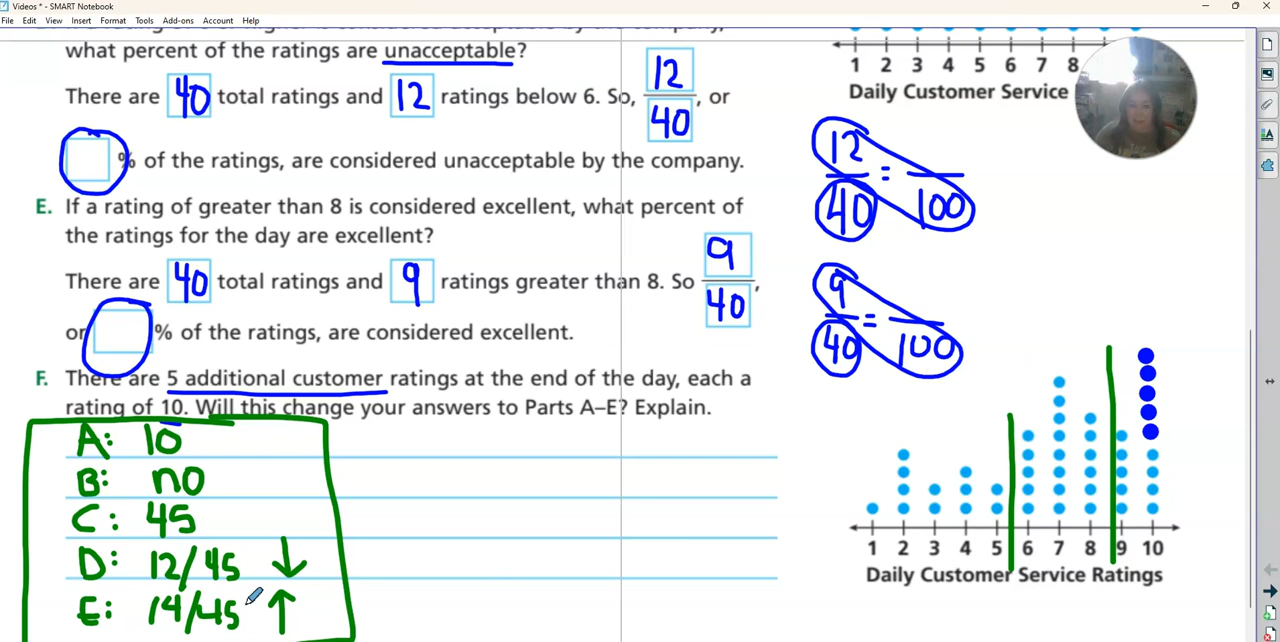 Videos * - SMART Notebook
File Edit View Insert Format Tools Add-ons Account Help
what percent of the ratings are unacceptable?
There are 40 total ratings and 12 ratings below 6. So, 12/40, or
% of the ratings, are considered unacceptable by the company.
E. If a rating of greater than 8 is considered excellent, what percent of
the ratings for the day are excellent?
There are 40 total ratings and 9 ratings greater than 8. So 9/40,
or % of the ratings, are considered excellent.
F. There are 5 additional customer ratings at the end of the day, each a
rating of 10. Will this change your answers to Parts A–E? Explain.
A: 10
B: no
C: 45
D: 12/45 ↓
E: 14/45 ↑
1 2 3 4 5 6 7 8
Daily Customer Service
12/40 = /100
9/40 = /100
1 2 3 4 5 6 7 8 9 10
Daily Customer Service Ratings